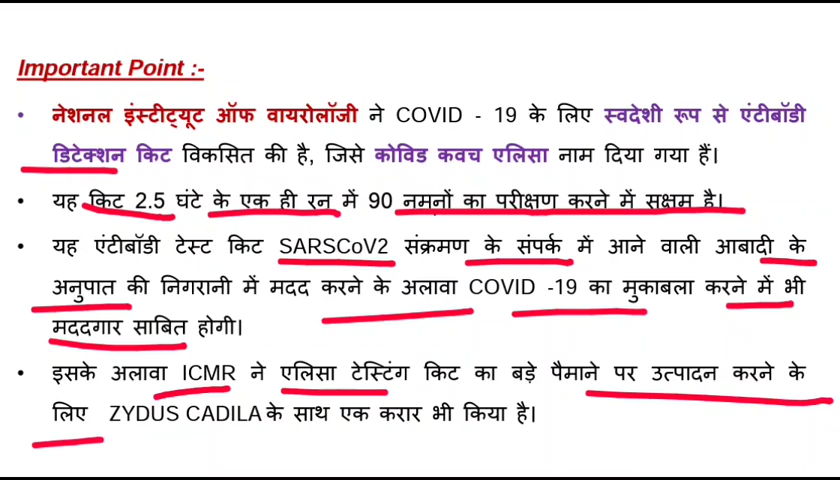 Important Point :-
• नेशनल इंस्टीट्यूट ऑफ वायरोलॉजी ने COVID - 19 के लिए स्वदेशी रूप से एंटीबॉडी
डिटेक्शन किट विकसित की है, जिसे कोविड कवच एलिसा नाम दिया गया हैं।
• यह किट 2.5 घंटे के एक ही रन में 90 नमूनों का परीक्षण करने में सक्षम है।
• यह एंटीबॉडी टेस्ट किट SARSCoV2 संक्रमण के संपर्क में आने वाली आबादी के
अनुपात की निगरानी में मदद करने के अलावा COVID -19 का मुकाबला करने में भी
मददगार साबित होगी।
• इसके अलावा ICMR ने एलिसा टेस्टिंग किट का बड़े पैमाने पर उत्पादन करने के
लिए ZYDUS CADILA के साथ एक करार भी किया है।